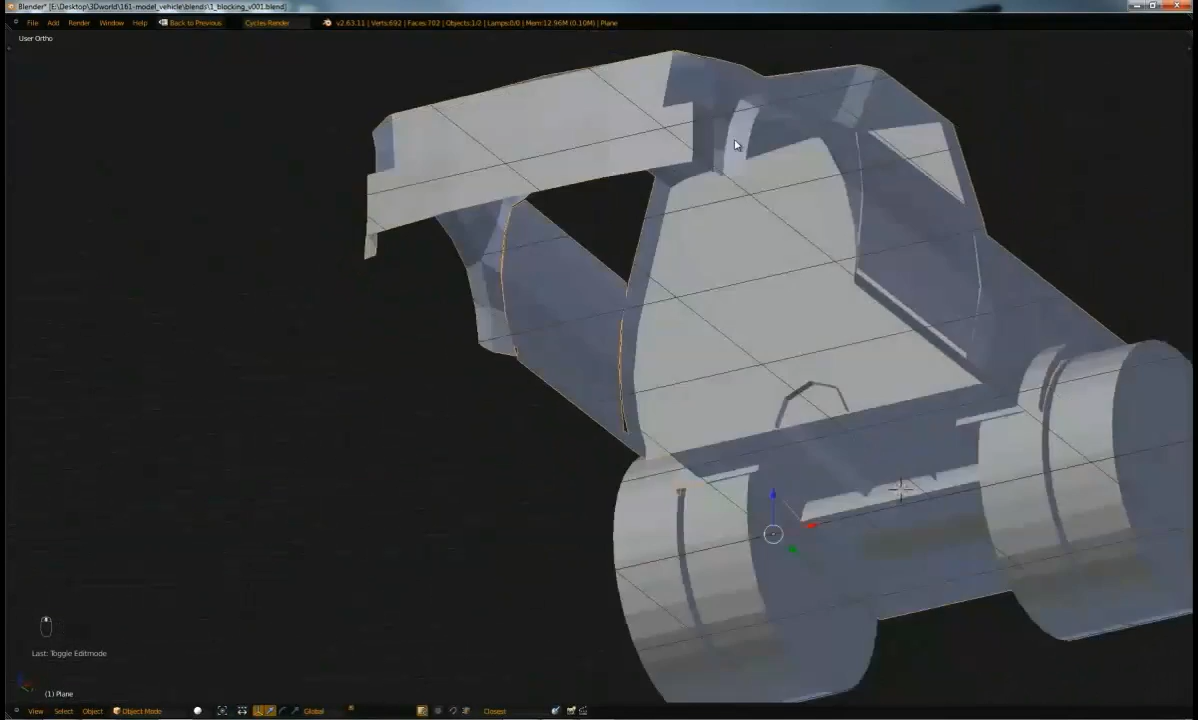 Blender* [E:\Desktop\3Dworld\161-model_vehicle\blends\1_blocking_v001.blend]
File Add Render Window Help Back to Previous Cycles Render v2.63.11 | Verts:692 | Faces:702 | Objects:1/2 | Lamps:0/0 | Mem:12.96M (0.10M) | Plane
User Ortho
Last: Toggle Editmode
(1) Plane
View Select Object Object Mode Global Closest